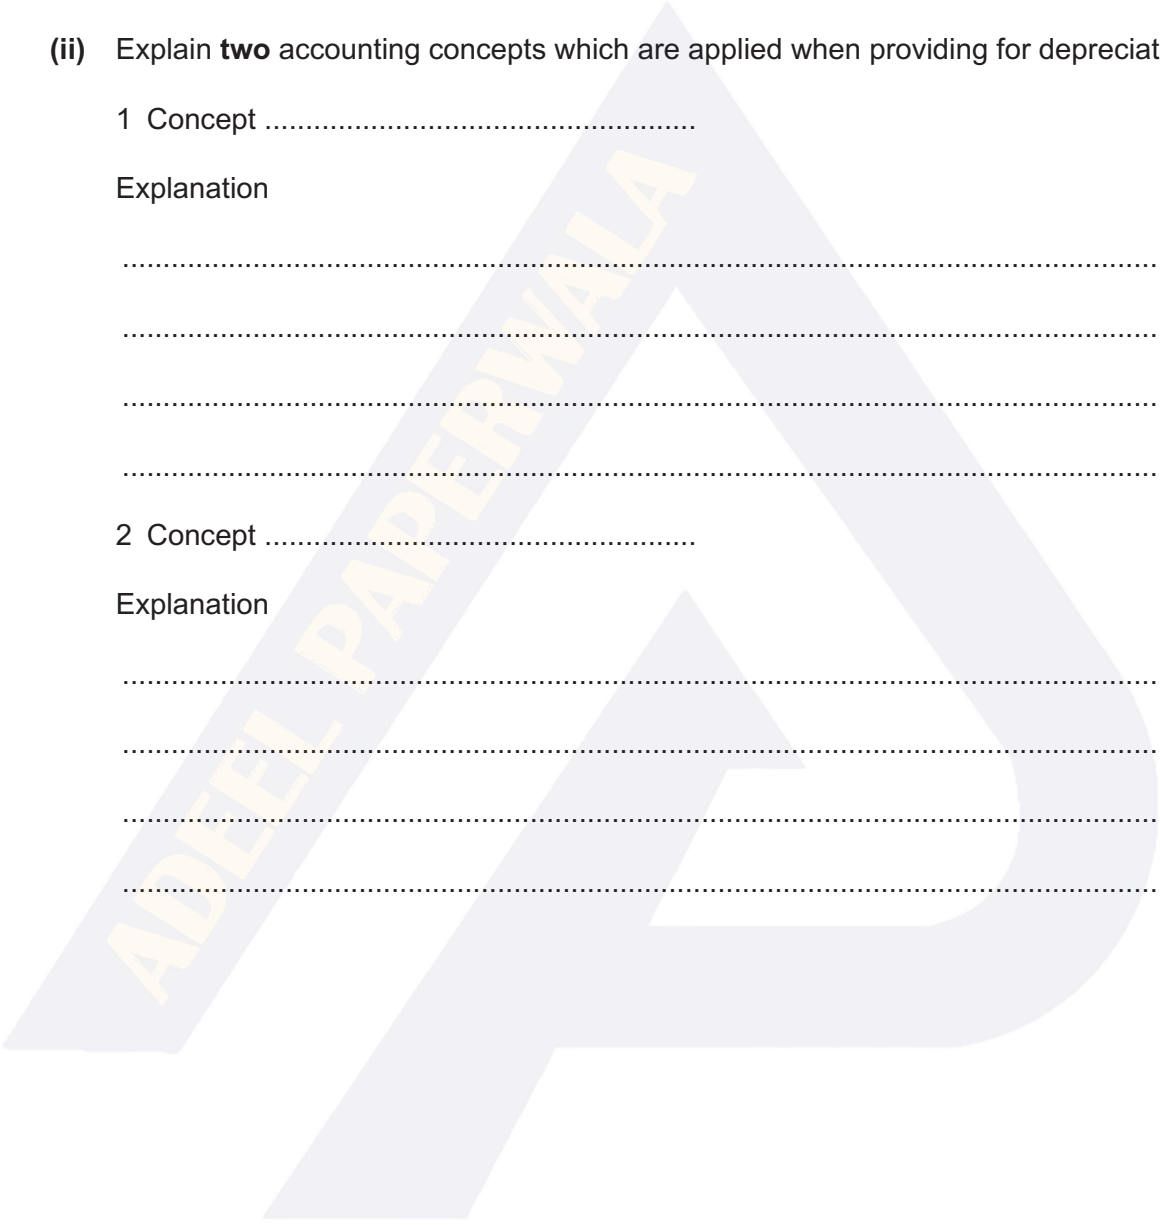 (ii) Explain two accounting concepts which are applied when providing for depreciat
1 Concept ....................................................
Explanation
..............................................................................................................................
..............................................................................................................................
..............................................................................................................................
..............................................................................................................................
2 Concept ....................................................
Explanation
..............................................................................................................................
..............................................................................................................................
..............................................................................................................................
..............................................................................................................................
ADEEL PAPERWALA